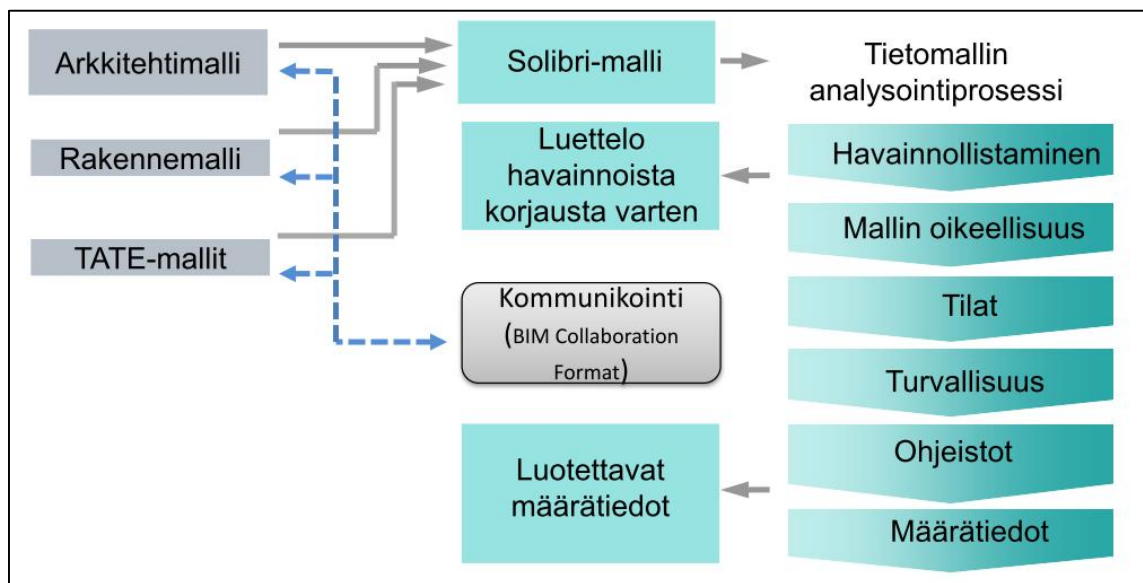 Arkkitehtimalli
Rakennemalli
TATE-mallit
Solibri-malli
Luettelo
havainnoista
korjausta varten
Kommunikointi
(BIM Collaboration
Format)
Luotettavat
määrätiedot
Tietomallin
analysointiprosessi
Havainnollistaminen
Mallin oikeellisuus
Tilat
Turvallisuus
Ohjeistot
Määrätiedot